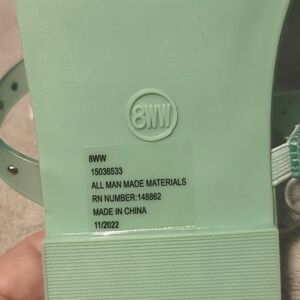 8WW
8WW
15036533
ALL MAN MADE MATERIALS
RN NUMBER:148862
MADE IN CHINA
11/2022